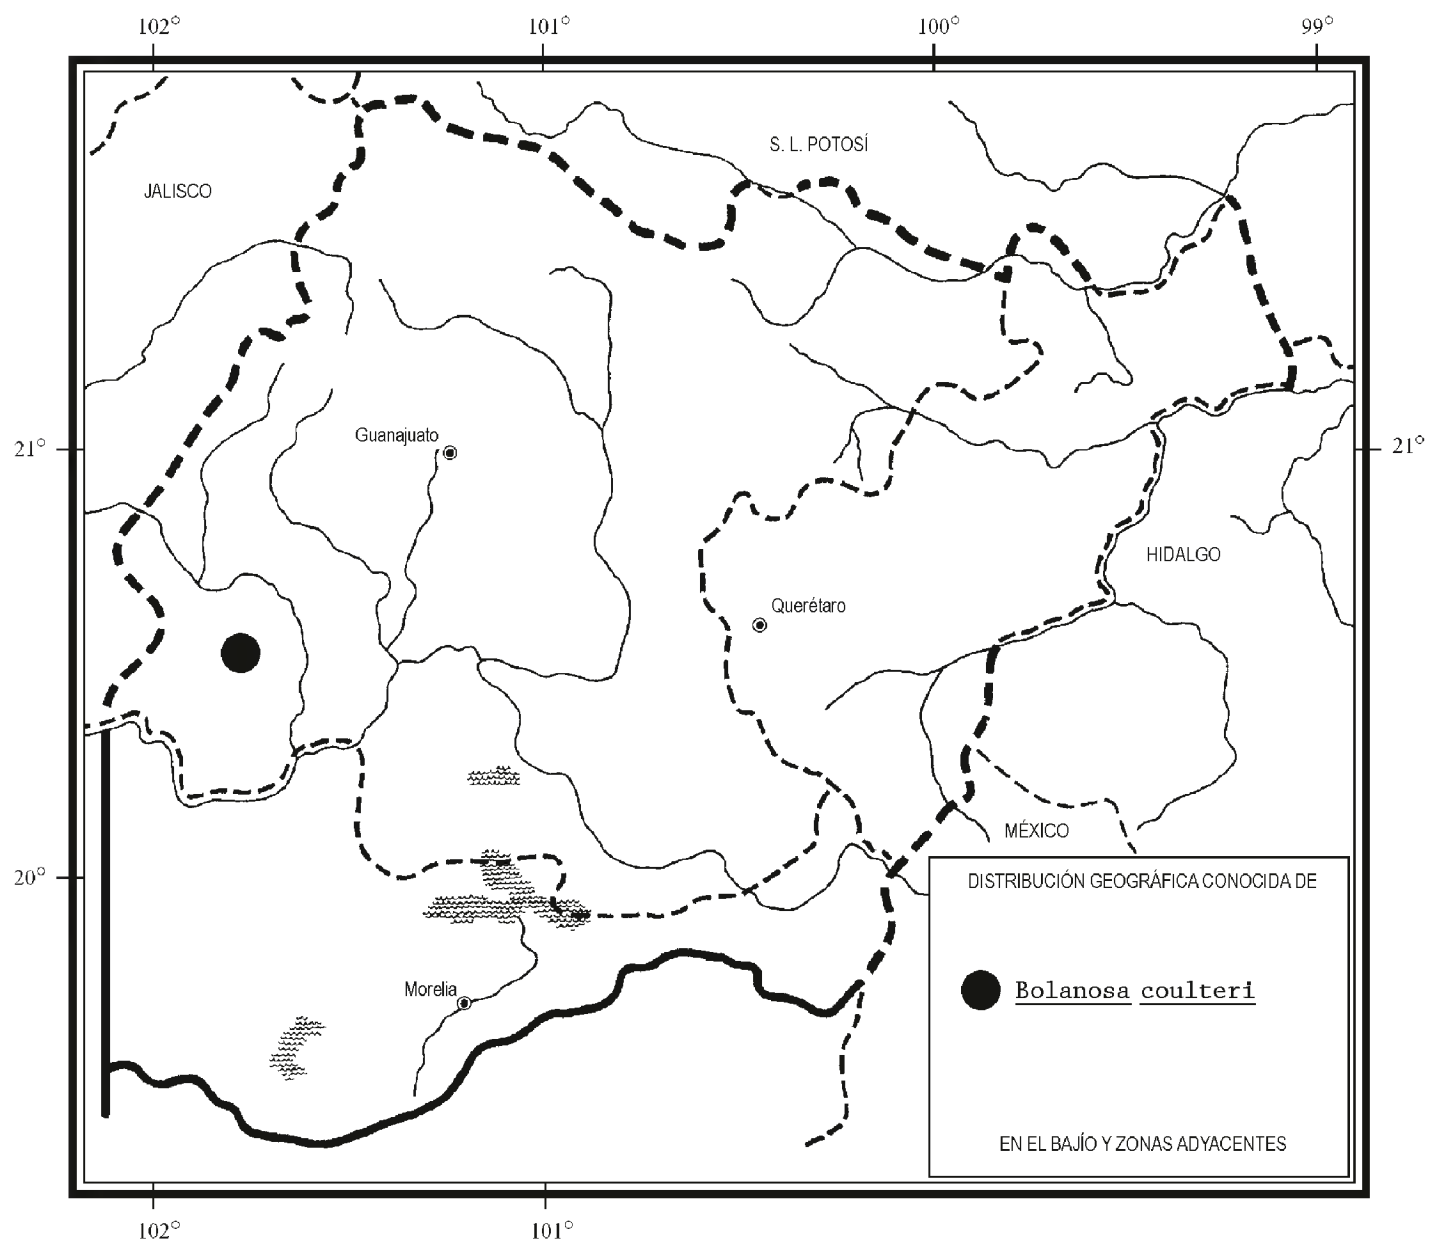 102° 101° 100° 99°
S. L. POTOSÍ
JALISCO
Guanajuato
21° 21°
HIDALGO
Querétaro
MÉXICO
20°
DISTRIBUCIÓN GEOGRÁFICA CONOCIDA DE
Bolanosa coulteri
Morelia
EN EL BAJÍO Y ZONAS ADYACENTES
102° 101°